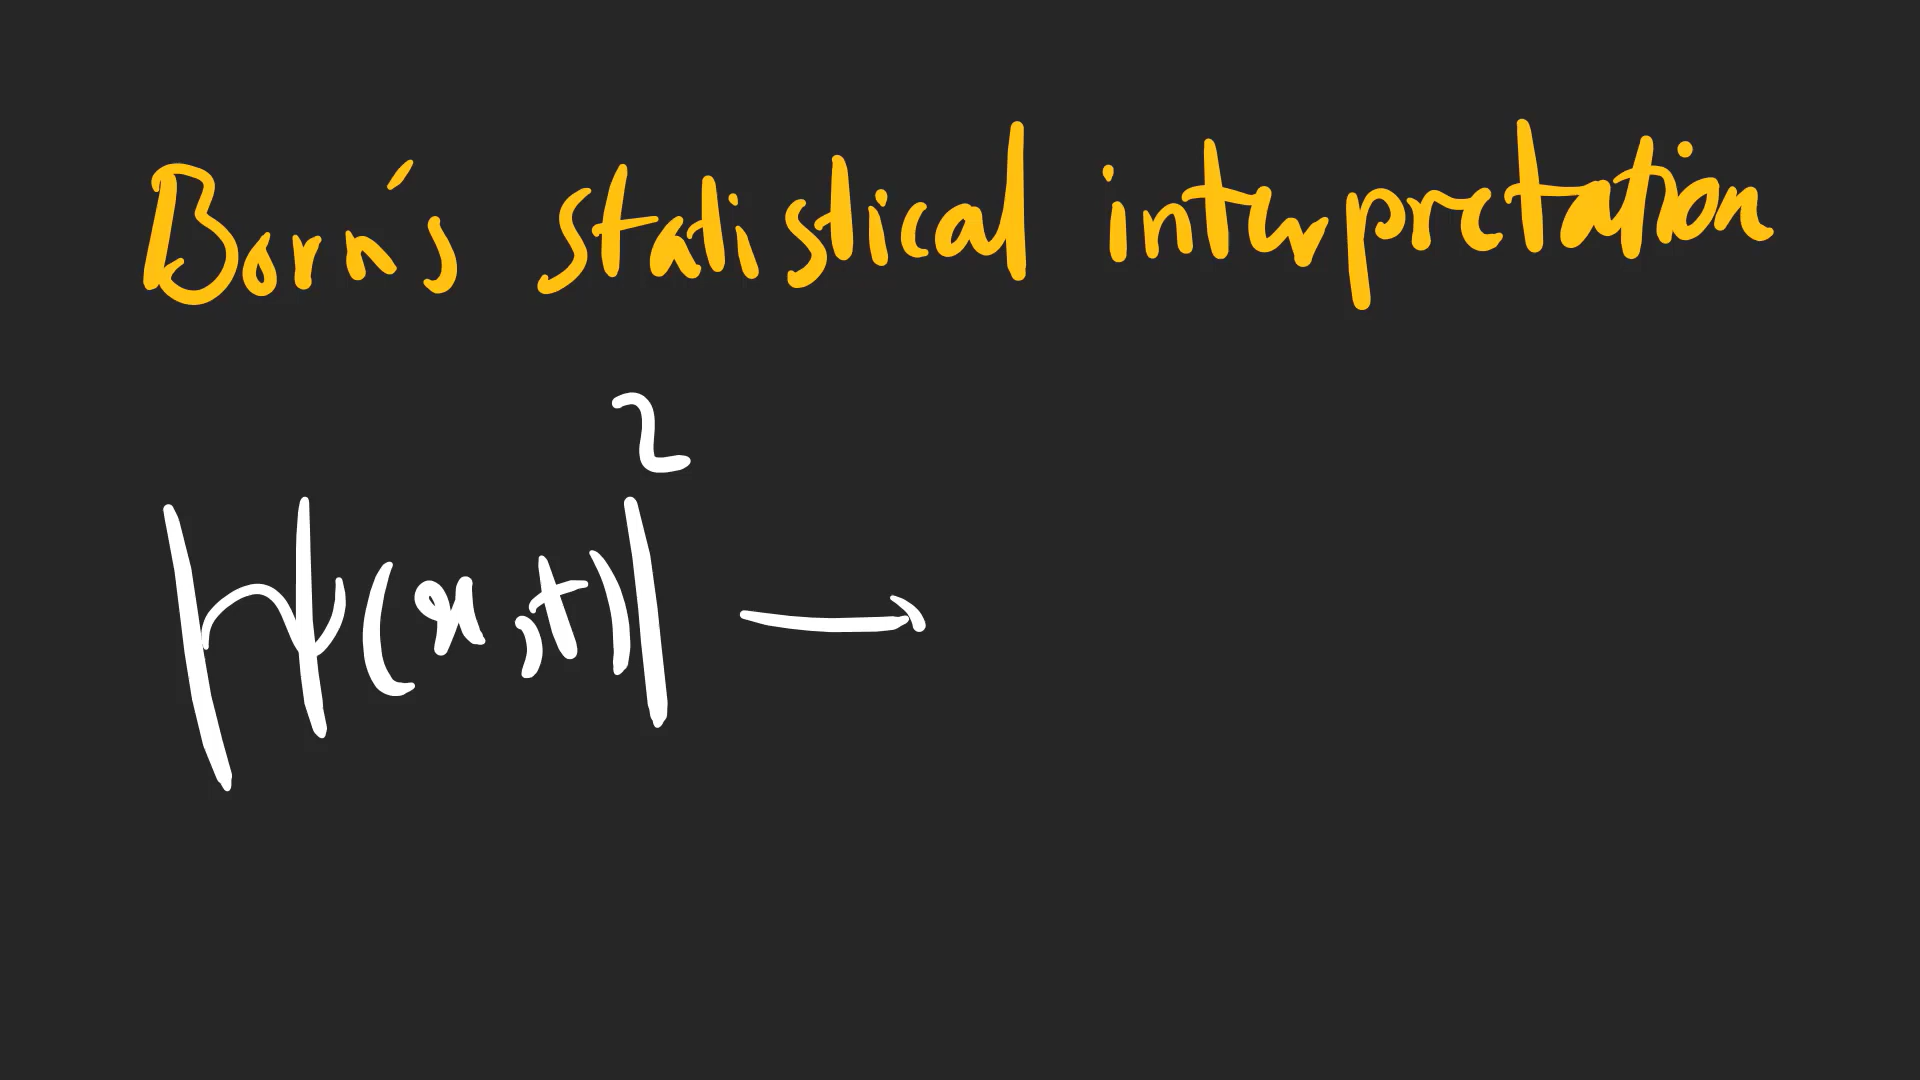 Born's statistical interpretation
|ψ(x,t)|² →